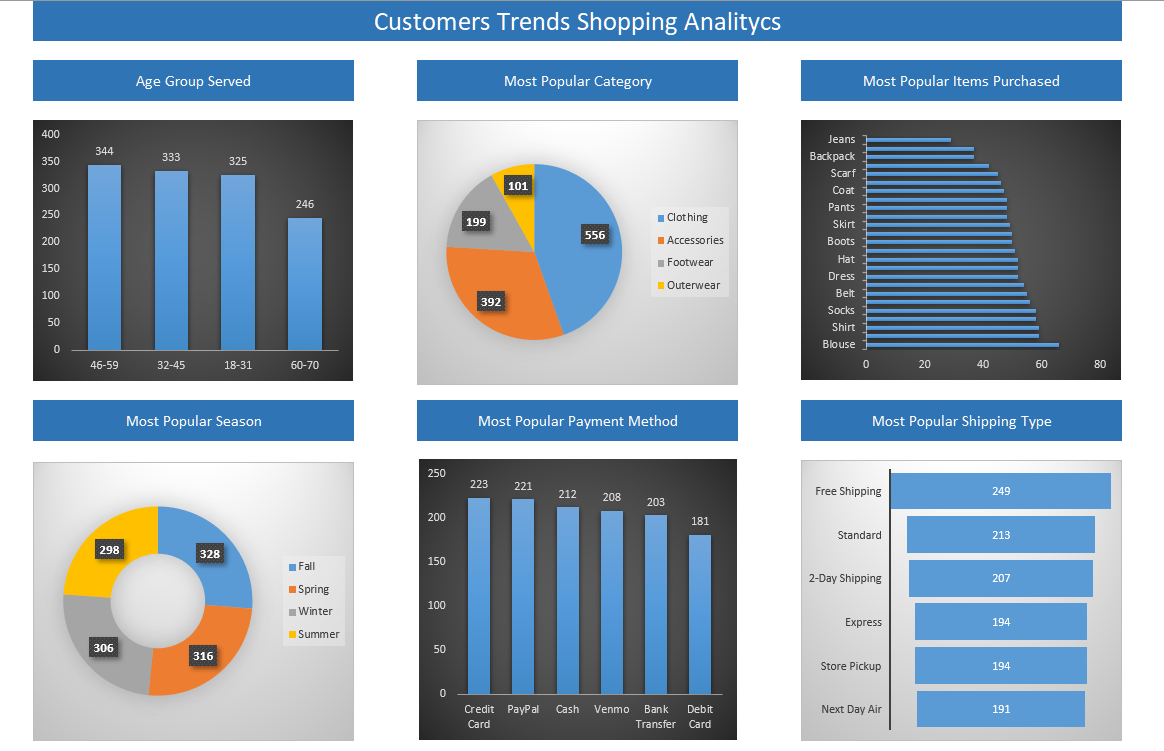 Customers Trends Shopping Analitycs
Age Group Served
Most Popular Category
Most Popular Items Purchased
400
350
300
250
200
150
100
50
0
344
333
325
246
46-59
32-45
18-31
60-70
556
392
199
101
Clothing
Accessories
Footwear
Outerwear
Jeans
Backpack
Scarf
Coat
Pants
Skirt
Boots
Hat
Dress
Belt
Socks
Shirt
Blouse
0 20 40 60 80
Most Popular Season
Most Popular Payment Method
Most Popular Shipping Type
328
316
306
298
Fall
Spring
Winter
Summer
250
200
150
100
50
0
223
221
212
208
203
181
Credit
Card
PayPal
Cash
Venmo
Bank
Transfer
Debit
Card
Free Shipping 249
Standard 213
2-Day Shipping 207
Express 194
Store Pickup 194
Next Day Air 191